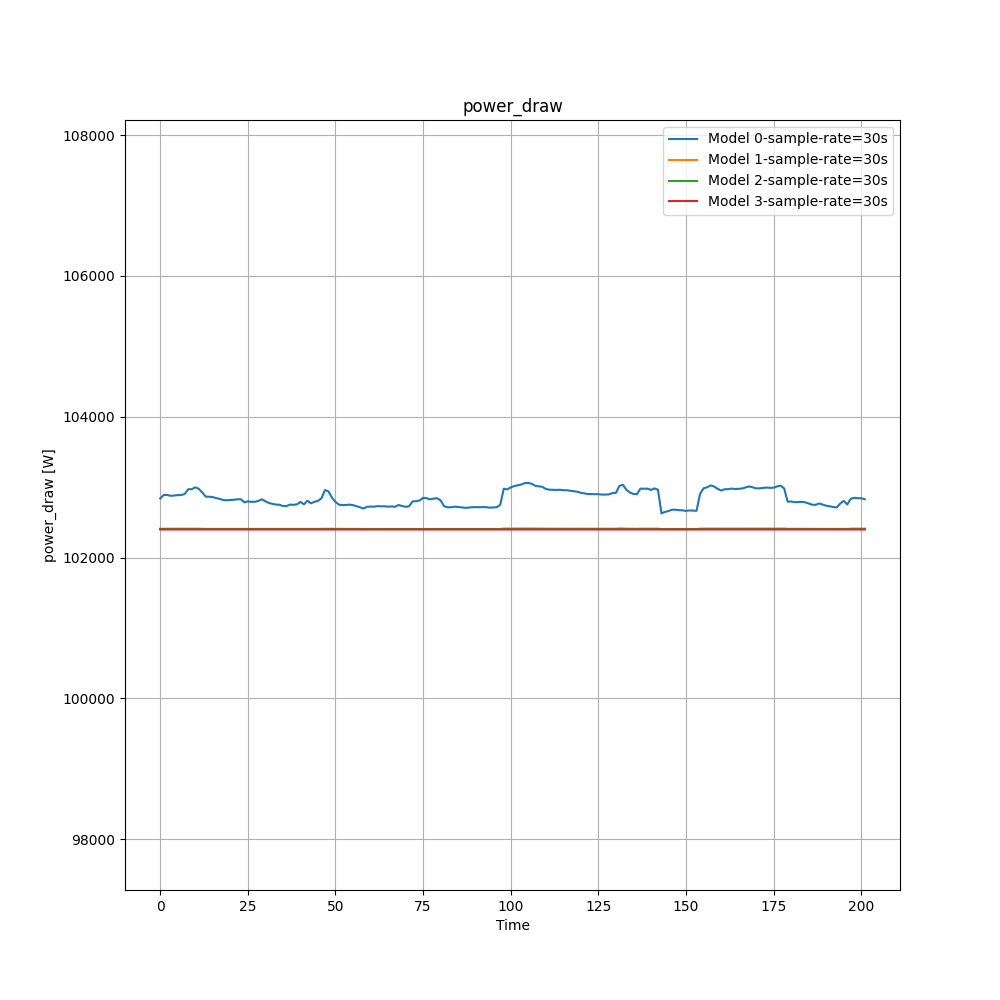 power_draw
108000
106000
104000
102000
100000
98000
power_draw [W]
Model 0-sample-rate=30s
Model 1-sample-rate=30s
Model 2-sample-rate=30s
Model 3-sample-rate=30s
0 25 50 75 100 125 150 175 200
Time